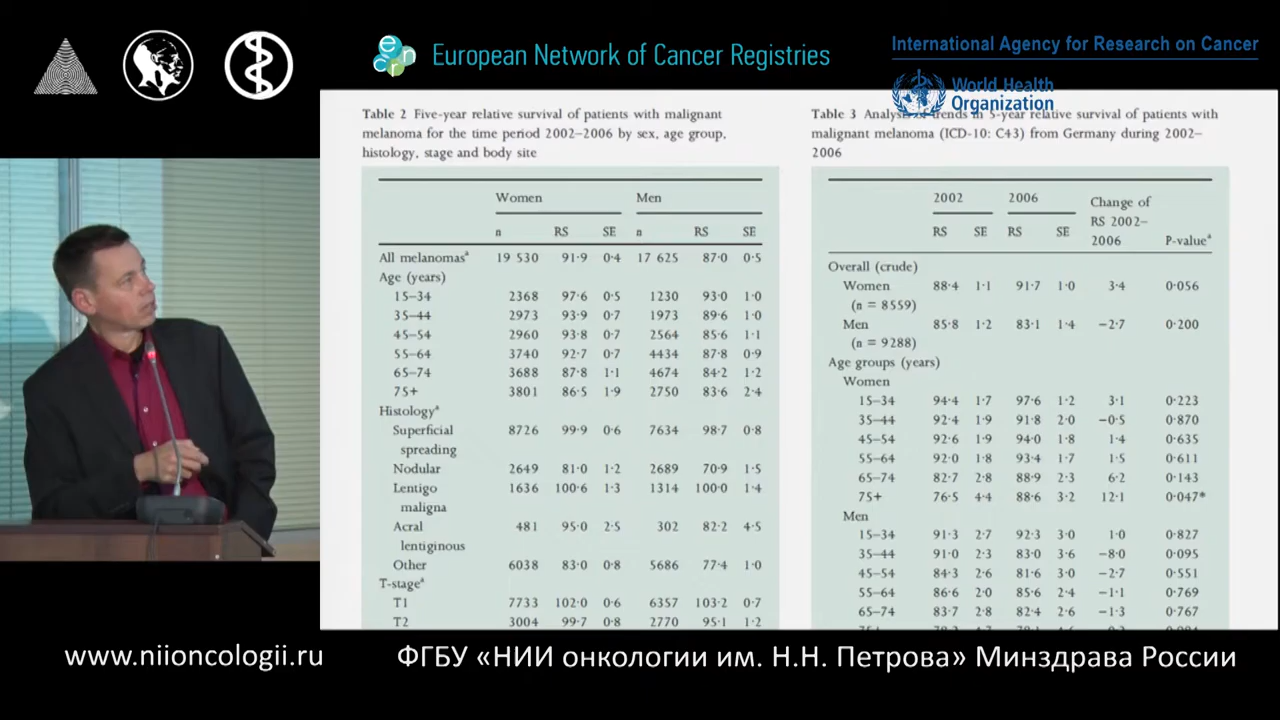 European Network of Cancer Registries
International Agency for Research on Cancer
World Health
Organization
Table 2 Five-year relative survival of patients with malignant
melanoma for the time period 2002–2006 by sex, age group,
histology, stage and body site
Women Men
n RS SE n RS SE
All melanomasᵃ 19 530 91·9 0·4 17 625 87·0 0·5
Age (years)
15–34 2368 97·6 0·5 1230 93·0 1·0
35–44 2973 93·9 0·7 1973 89·6 1·0
45–54 2960 93·8 0·7 2564 85·6 1·1
55–64 3740 92·7 0·7 4434 87·8 0·9
65–74 3688 87·8 1·1 4674 84·2 1·2
75+ 3801 86·5 1·9 2750 83·6 2·4
Histologyᵃ
Superficial 8726 99·9 0·6 7634 98·7 0·8
spreading
Nodular 2649 81·0 1·2 2689 70·9 1·5
Lentigo 1636 100·6 1·3 1314 100·0 1·4
maligna
Acral 481 95·0 2·5 302 82·2 4·5
lentiginous
Other 6038 83·0 0·8 5686 77·4 1·0
T-stageᵃ
T1 7733 102·0 0·6 6357 103·2 0·7
T2 3004 99·7 0·8 2770 95·1 1·2
Table 3 Analysis of trends in 5-year relative survival of patients with
malignant melanoma (ICD-10: C43) from Germany during 2002–
2006
2002 2006 Change of
RS 2002–
RS SE RS SE 2006 P-valueᵃ
Overall (crude)
Women 88·4 1·1 91·7 1·0 3·4 0·056
(n = 8559)
Men 85·8 1·2 83·1 1·4 −2·7 0·200
(n = 9288)
Age groups (years)
Women
15–34 94·4 1·7 97·6 1·2 3·1 0·223
35–44 92·4 1·9 91·8 2·0 −0·5 0·870
45–54 92·6 1·9 94·0 1·8 1·4 0·635
55–64 92·0 1·8 93·4 1·7 1·5 0·611
65–74 82·7 2·8 88·9 2·3 6·2 0·143
75+ 76·5 4·4 88·6 3·2 12·1 0·047*
Men
15–34 91·3 2·7 92·3 3·0 1·0 0·827
35–44 91·0 2·3 83·0 3·6 −8·0 0·095
45–54 84·3 2·6 81·6 3·0 −2·7 0·551
55–64 86·6 2·0 85·6 2·4 −1·1 0·769
65–74 83·7 2·8 82·4 2·6 −1·3 0·767
www.niioncologii.ru
ФГБУ «НИИ онкологии им. Н.Н. Петрова» Минздрава России